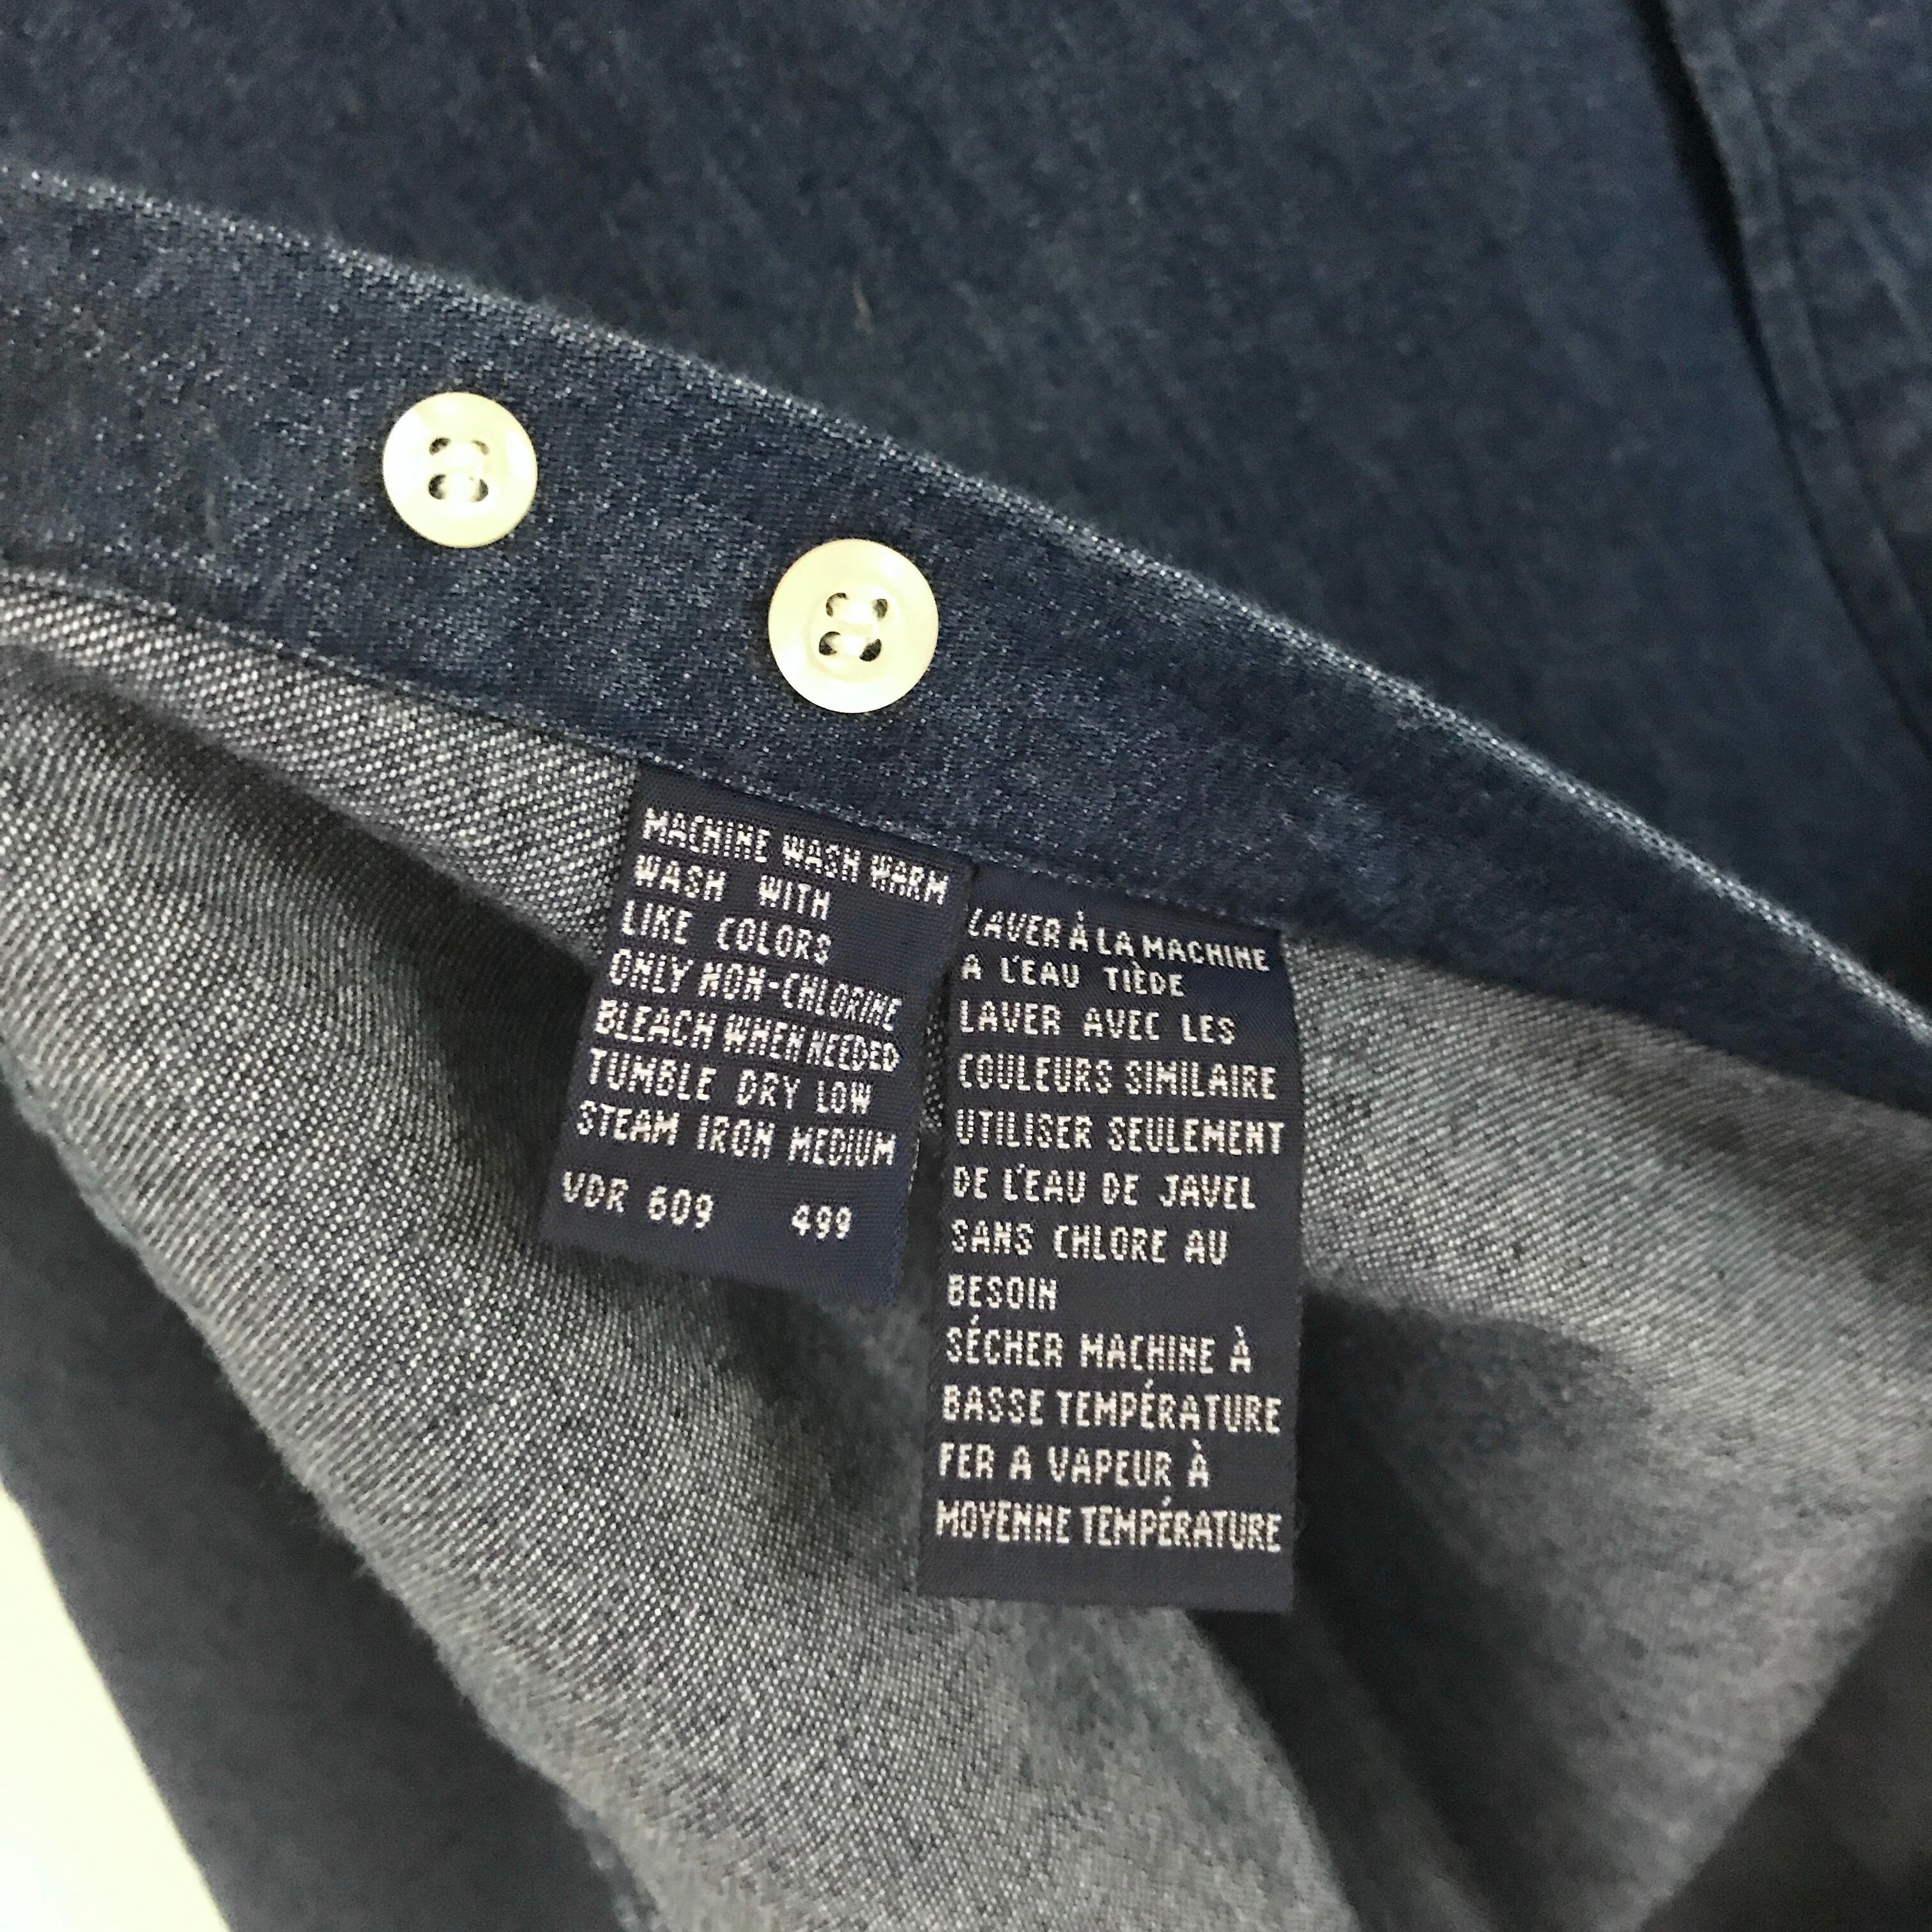 MACHINE WASH WARM
WASH WITH
LIKE COLORS
ONLY NON-CHLORINE
BLEACH WHEN NEEDED
TUMBLE DRY LOW
STEAM IRON MEDIUM
VDR 609 499
LAVER À LA MACHINE
A L'EAU TIÈDE
LAVER AVEC LES
COULEURS SIMILAIRE
UTILISER SEULEMENT
DE L'EAU DE JAVEL
SANS CHLORE AU
BESOIN
SÉCHER MACHINE À
BASSE TEMPÉRATURE
FER A VAPEUR À
MOYENNE TEMPÉRATURE